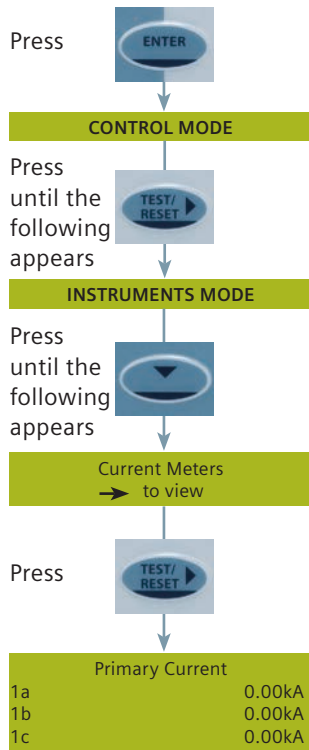 Press
ENTER
CONTROL MODE
Press
until the
following
appears
TEST/
RESET
INSTRUMENTS MODE
Press
until the
following
appears
Current Meters
→ to view
Press
TEST/
RESET
Primary Current
1a 0.00kA
1b 0.00kA
1c 0.00kA